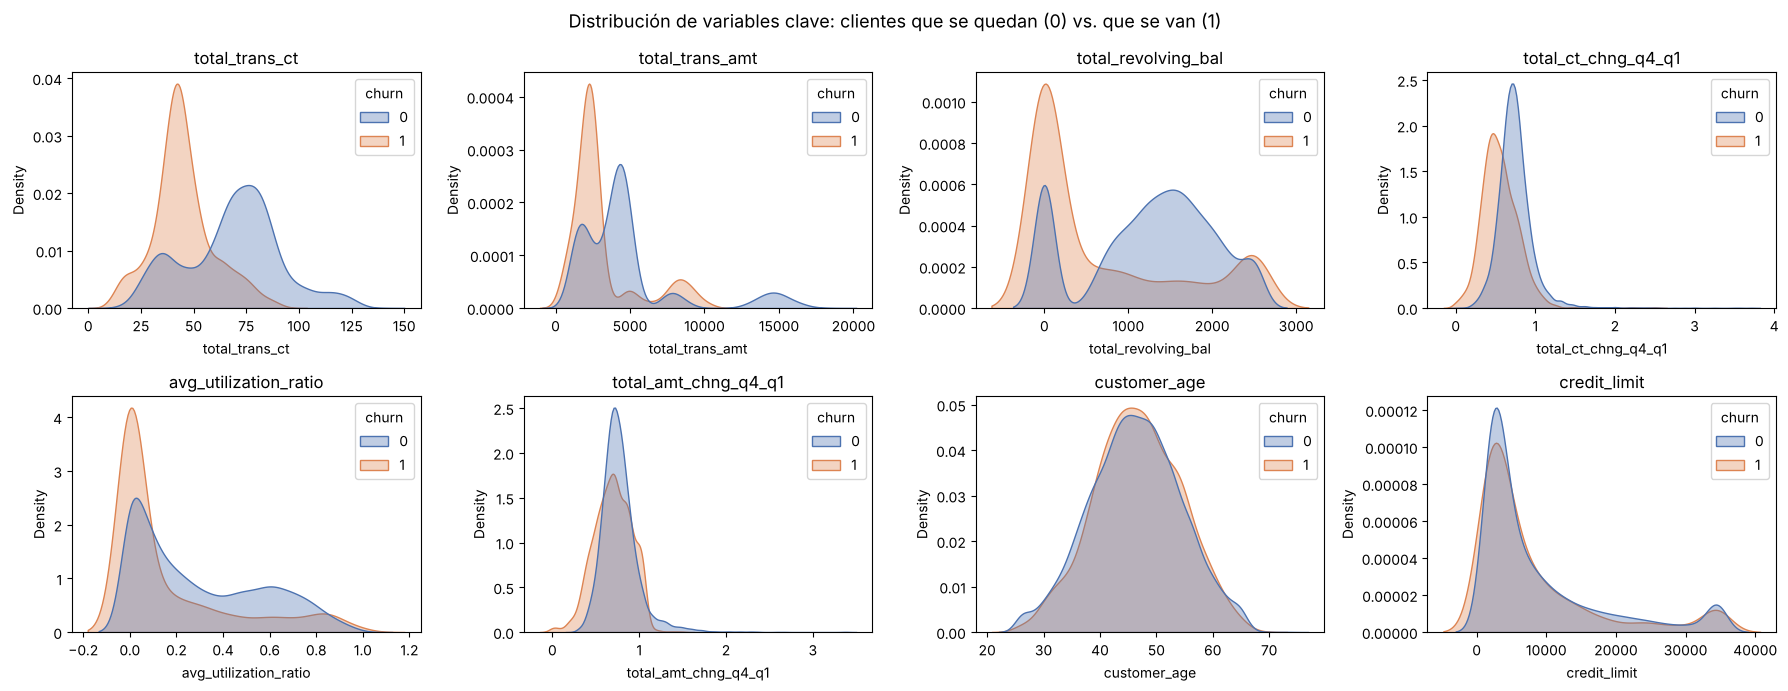 Distribución de variables clave: clientes que se quedan (0) vs. que se van (1)
total_trans_ct
0.04
0.03
0.02
0.01
0.00
Density
0 25 50 75 100 125 150
total_trans_ct
churn
0
1
total_trans_amt
0.0004
0.0003
0.0002
0.0001
0.0000
Density
0 5000 10000 15000 20000
total_trans_amt
churn
0
1
total_revolving_bal
0.0010
0.0008
0.0006
0.0004
0.0002
0.0000
Density
0 1000 2000 3000
total_revolving_bal
churn
0
1
total_ct_chng_q4_q1
2.5
2.0
1.5
1.0
0.5
0.0
Density
0 1 2 3 4
total_ct_chng_q4_q1
churn
0
1
avg_utilization_ratio
4
3
2
1
0
Density
−0.2 0.0 0.2 0.4 0.6 0.8 1.0 1.2
avg_utilization_ratio
churn
0
1
total_amt_chng_q4_q1
2.5
2.0
1.5
1.0
0.5
0.0
Density
0 1 2 3
total_amt_chng_q4_q1
churn
0
1
customer_age
0.05
0.04
0.03
0.02
0.01
0.00
Density
20 30 40 50 60 70
customer_age
churn
0
1
credit_limit
0.00012
0.00010
0.00008
0.00006
0.00004
0.00002
0.00000
Density
0 10000 20000 30000 40000
credit_limit
churn
0
1